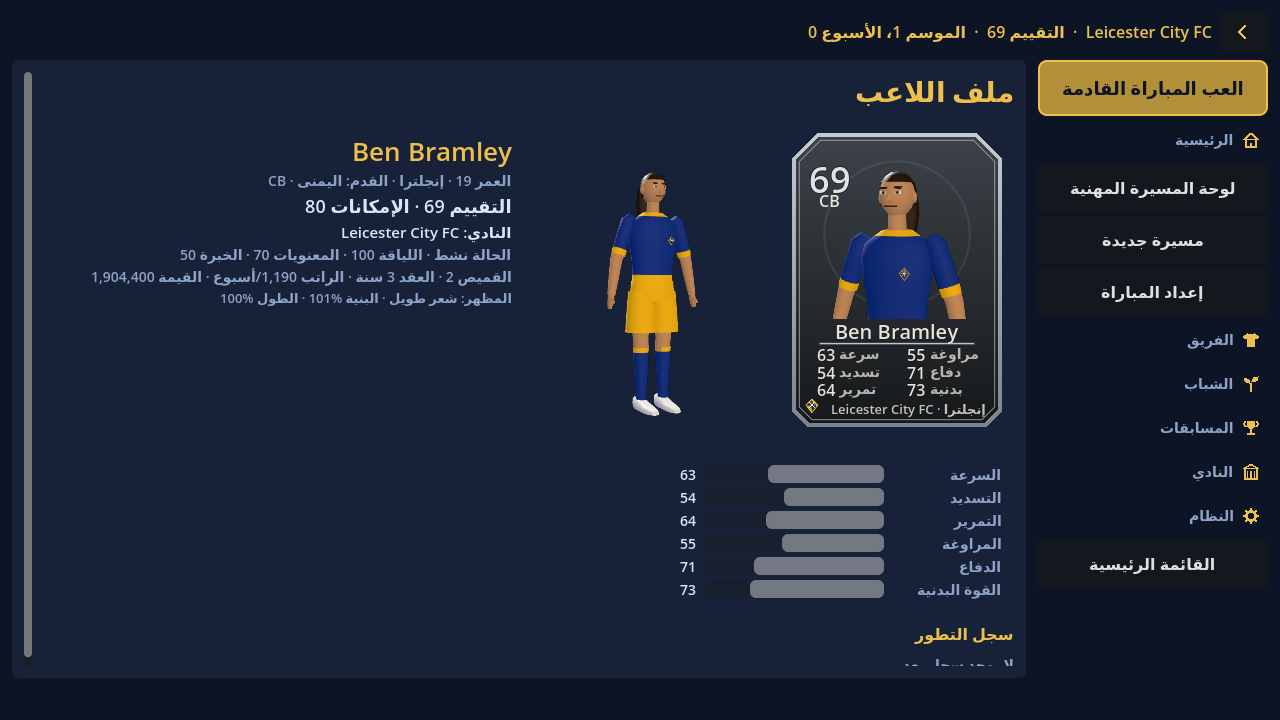 Leicester City FC · التقييم 69 · الموسم 1، الأسبوع 0
العب المباراة القادمة
الرئيسية
لوحة المسيرة المهنية
مسيرة جديدة
إعداد المباراة
الفريق
الشباب
المسابقات
النادي
النظام
القائمة الرئيسية
ملف اللاعب
69
CB
Ben Bramley
مراوغة 55
سرعة 63
دفاع 71
تسديد 54
بدنية 73
تمرير 64
إنجلترا · Leicester City FC
Ben Bramley
العمر 19 · إنجلترا · القدم: اليمنى · CB
التقييم 69 · الإمكانات 80
النادي: Leicester City FC
الحالة نشط · اللياقة 100 · المعنويات 70 · الخبرة 50
القميص 2 · العقد 3 سنة · الراتب 1,190/أسبوع · القيمة 1,904,400
المظهر: شعر طويل · البنية 101% · الطول 100%
السرعة 63
التسديد 54
التمرير 64
المراوغة 55
الدفاع 71
القوة البدنية 73
سجل التطور